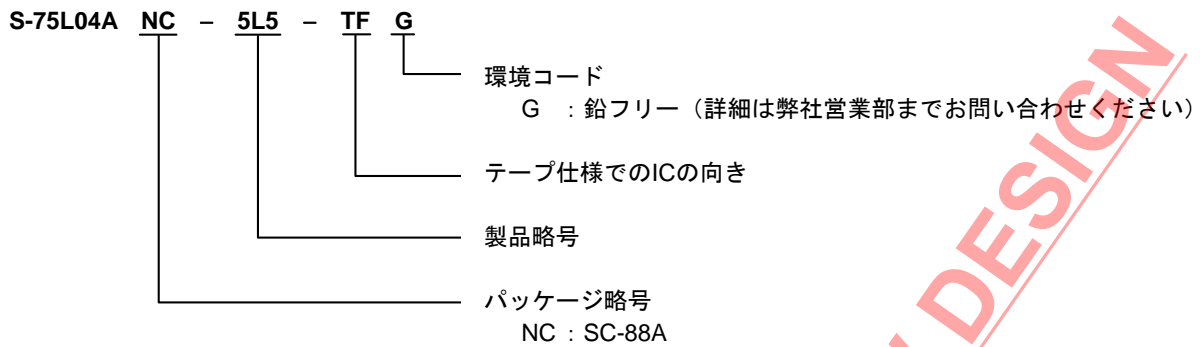 S-75L04A NC – 5L5 – TF G
環境コード
G ：鉛フリー（詳細は弊社営業部までお問い合わせください）
テープ仕様でのICの向き
製品略号
パッケージ略号
NC：SC-88A
DESIGN